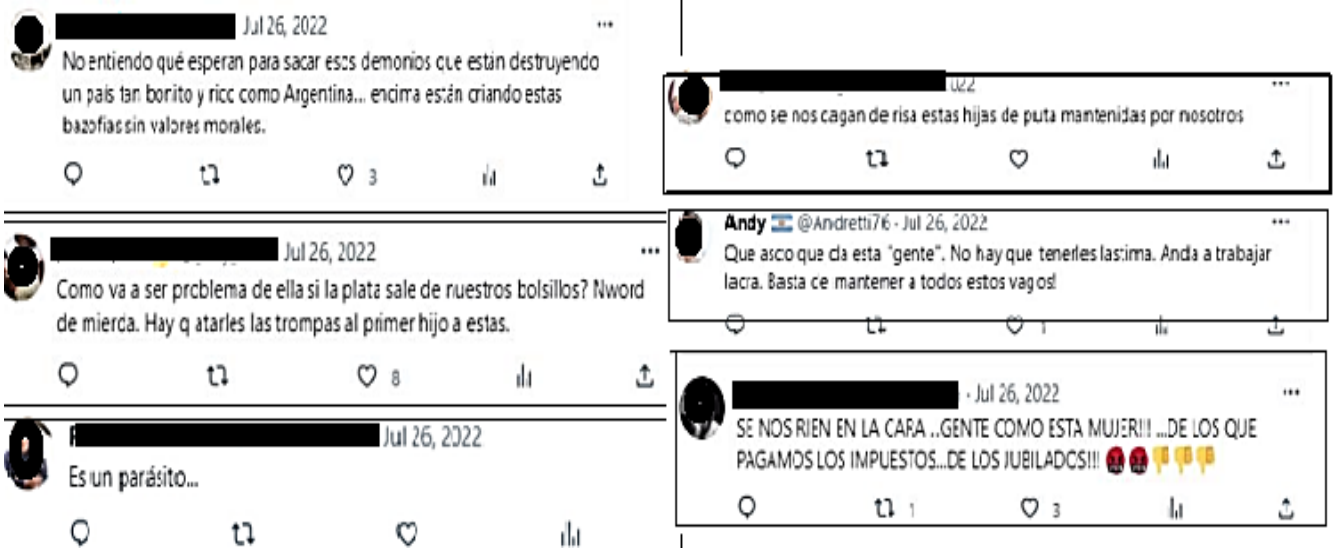 Jul 26, 2022
No entiendo qué esperan para sacar esos demonios que están destruyendo
un país tan bonito y rico como Argentina... encima están criando estas
bazofias sin valores morales.
3
Jul 26, 2022
Como va a ser problema de ella si la plata sale de nuestros bolsillos? Nword
de mierda. Hay q atarles las trompas al primer hijo a estas.
8
Jul 26, 2022
Es un parásito...
como se nos cagan de risa estas hijas de puta mantenidas por nosotros
Andy 🇦🇷 @Andretti76 · Jul 26, 2022
Que asco que da esta "gente". No hay que tenerles lastima. Anda a trabajar
lacra. Basta de mantener a todos estos vagos!
1
· Jul 26, 2022
SE NOS RIEN EN LA CARA ..GENTE COMO ESTA MUJER!!! ...DE LOS QUE
PAGAMOS LOS IMPUESTOS...DE LOS JUBILADOS!!! 🤬🤬👎👎👎
1 3